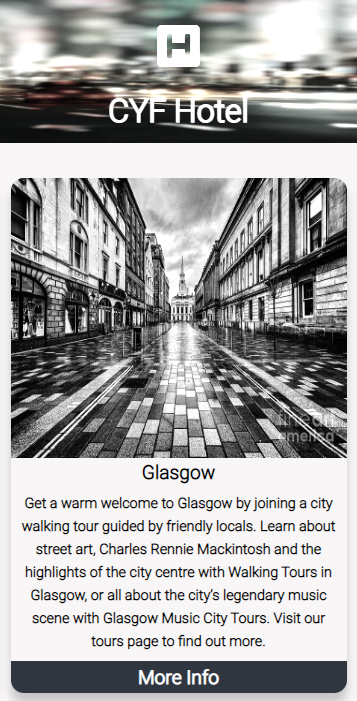 H
CYF Hotel
fineart
america
Glasgow
Get a warm welcome to Glasgow by joining a city
walking tour guided by friendly locals. Learn about
street art, Charles Rennie Mackintosh and the
highlights of the city centre with Walking Tours in
Glasgow, or all about the city's legendary music
scene with Glasgow Music City Tours. Visit our
tours page to find out more.
More Info